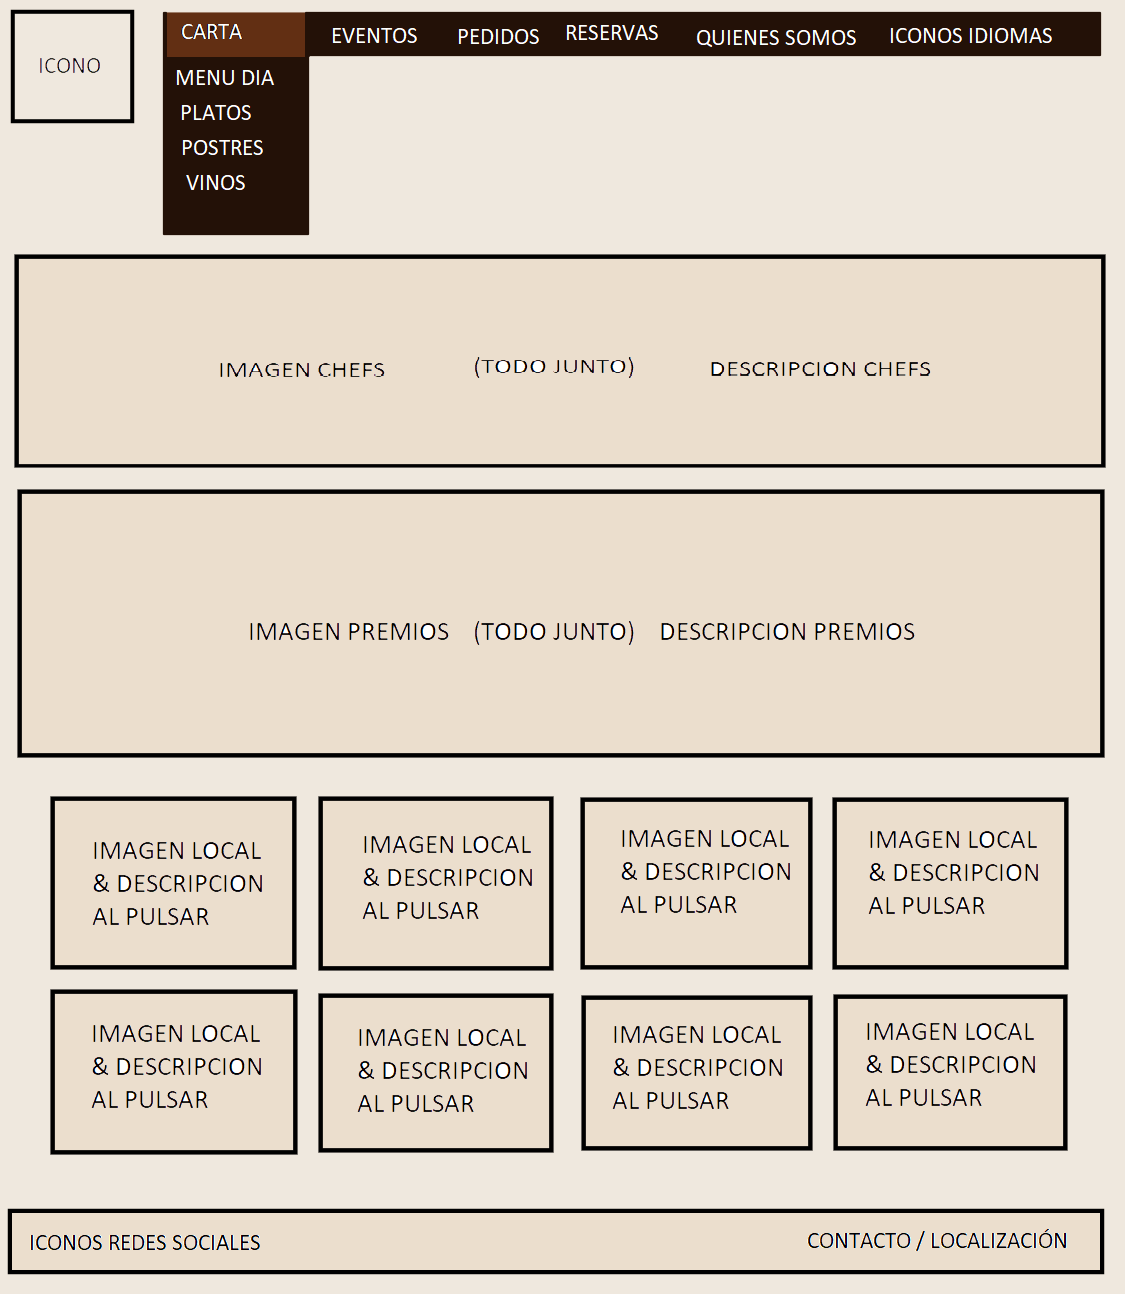 ICONO
CARTA
EVENTOS
PEDIDOS
RESERVAS
QUIENES SOMOS
ICONOS IDIOMAS
MENU DIA
PLATOS
POSTRES
VINOS
IMAGEN CHEFS
(TODO JUNTO)
DESCRIPCION CHEFS
IMAGEN PREMIOS
(TODO JUNTO)
DESCRIPCION PREMIOS
IMAGEN LOCAL
& DESCRIPCION
AL PULSAR
IMAGEN LOCAL
& DESCRIPCION
AL PULSAR
IMAGEN LOCAL
& DESCRIPCION
AL PULSAR
IMAGEN LOCAL
& DESCRIPCION
AL PULSAR
IMAGEN LOCAL
& DESCRIPCION
AL PULSAR
IMAGEN LOCAL
& DESCRIPCION
AL PULSAR
IMAGEN LOCAL
& DESCRIPCION
AL PULSAR
IMAGEN LOCAL
& DESCRIPCION
AL PULSAR
ICONOS REDES SOCIALES
CONTACTO / LOCALIZACIÓN